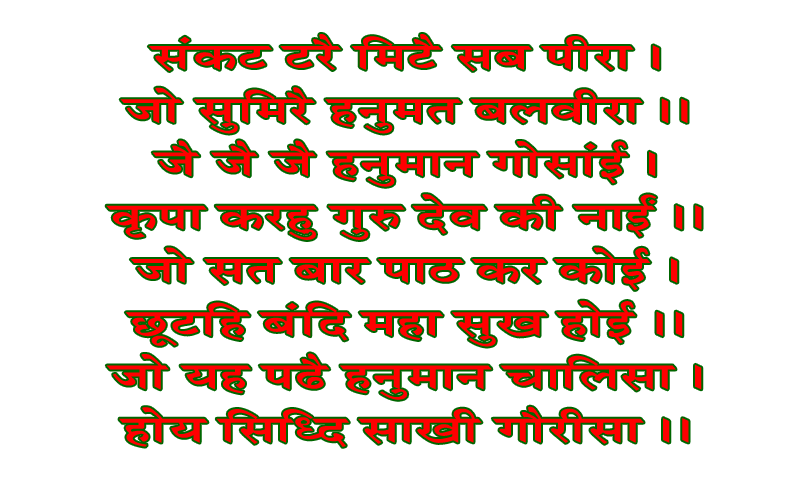 संकट टरै मिटै सब पीरा ।
जो सुमिरै हनुमत बलवीरा ।।
जै जै जै हनुमान गोसांई ।
कृपा करहु गुरु देव की नाईं ।।
जो सत बार पाठ कर कोई ।
छूटहि बंदि महा सुख होई ।।
जो यह पढै हनुमान चालिसा ।
होय सिध्दि साखी गौरीसा ।।